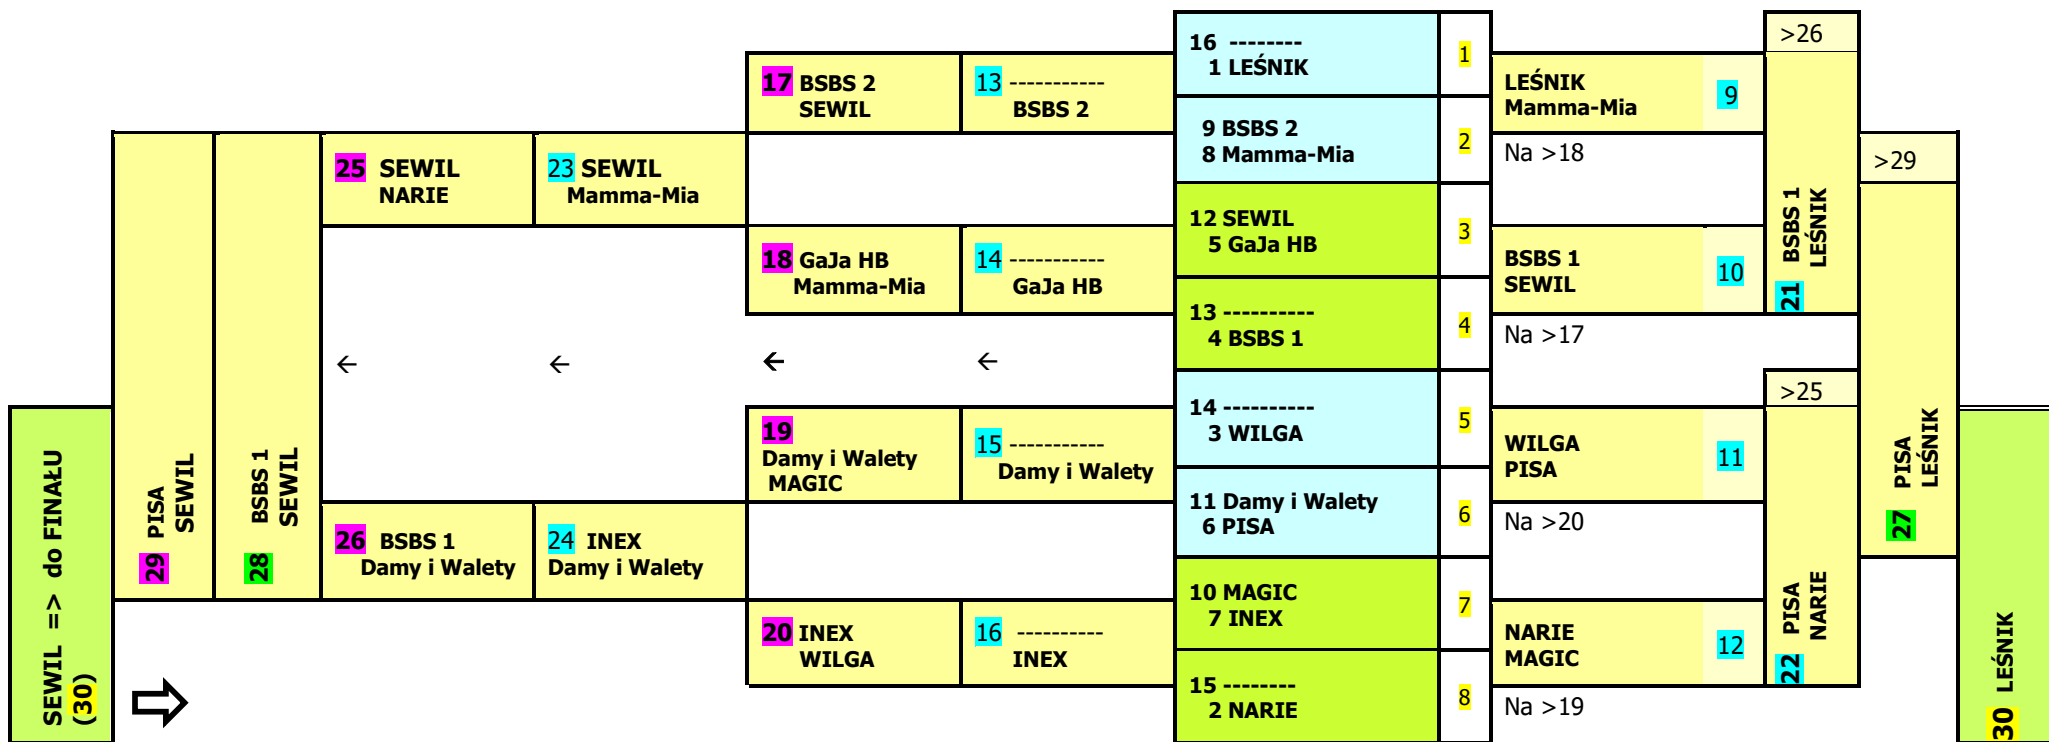 SEWIL => do FINAŁU
(30)
29 PISA
SEWIL
28 BSBS 1
SEWIL
25 SEWIL
NARIE
23 SEWIL
Mamma-Mia
26 BSBS 1
Damy i Walety
24 INEX
Damy i Walety
17 BSBS 2
SEWIL
13 -----------
BSBS 2
18 GaJa HB
Mamma-Mia
14 -----------
GaJa HB
← ← ← ←
19
Damy i Walety
MAGIC
15 -----------
Damy i Walety
20 INEX
WILGA
16 ----------
INEX
16 --------
1 LEŚNIK
1
9 BSBS 2
8 Mamma-Mia
2
12 SEWIL
5 GaJa HB
3
13 ----------
4 BSBS 1
4
14 ----------
3 WILGA
5
11 Damy i Walety
6 PISA
6
10 MAGIC
7 INEX
7
15 --------
2 NARIE
8
LEŚNIK
Mamma-Mia
9
Na >18
BSBS 1
SEWIL
10
Na >17
WILGA
PISA
11
Na >20
NARIE
MAGIC
12
Na >19
>26
21 BSBS 1
LEŚNIK
>25
22 PISA
NARIE
>29
27 PISA
LEŚNIK
30 LEŚNIK